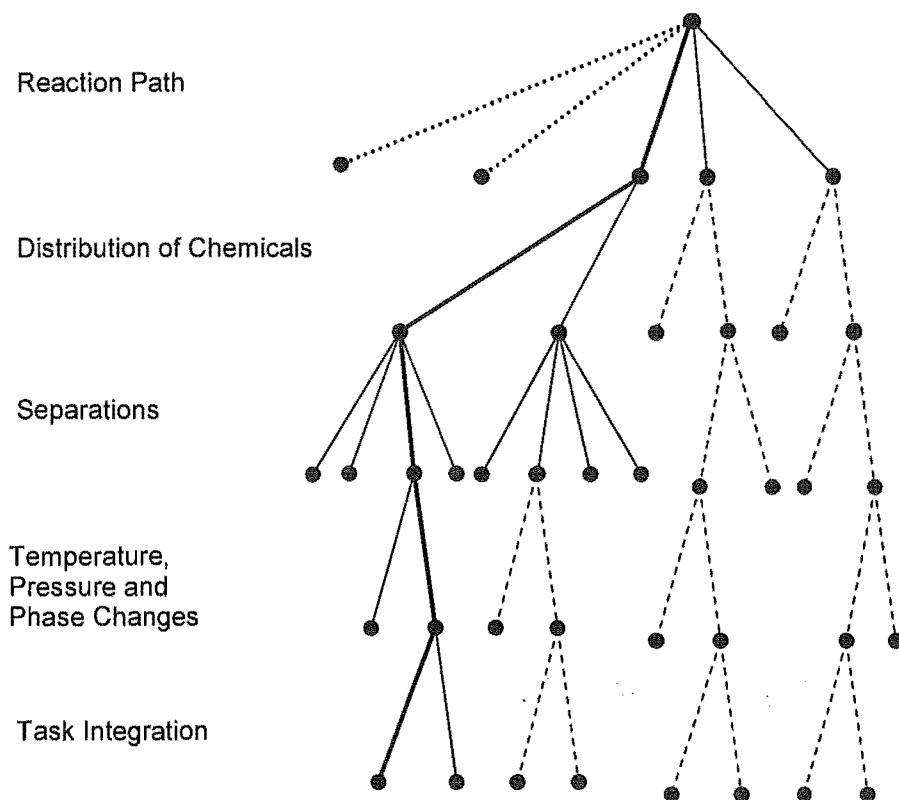 Reaction Path
Distribution of Chemicals
Separations
Temperature,
Pressure and
Phase Changes
Task Integration